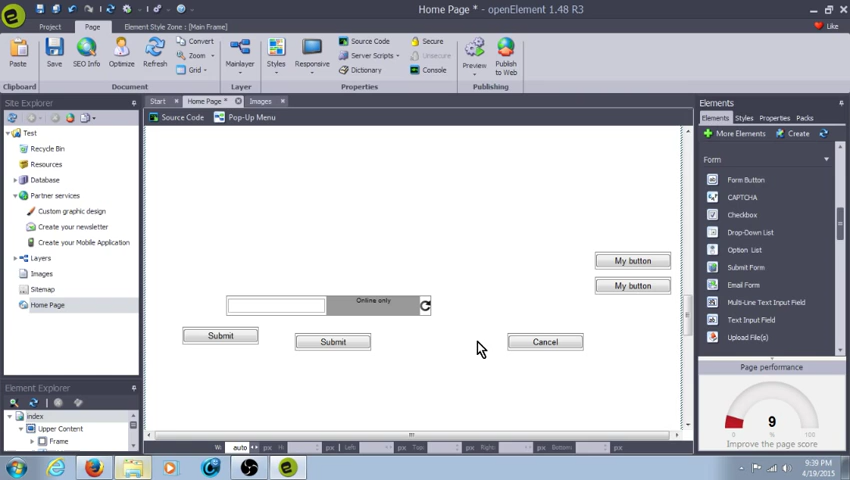 Home Page * - openElement 1.48 R3
Project
Page
Element Style Zone : [Main Frame]
Like
Paste
Save
SEO Info
Optimize
Refresh
Convert
Zoom
Grid
Mainlayer
Styles
Responsive
Source Code
Server Scripts
Dictionary
Secure
Unsecure
Console
Preview
Publish
to Web
Clipboard
Document
Layer
Properties
Publishing
Site Explorer
Test
Recycle Bin
Resources
Database
Partner services
Custom graphic design
Create your newsletter
Create your Mobile Application
Layers
Images
Sitemap
Home Page
Element Explorer
index
Upper Content
Frame
Start
Home Page *
Images
Source Code
Pop-Up Menu
My button
My button
Online only
Submit
Submit
Cancel
W:
auto
px
H:
px
Left:
px
Top:
px
Right:
px
Bottom:
px
Elements
Elements
Styles
Properties
Packs
More Elements
Create
Form
Form Button
CAPTCHA
Checkbox
Drop-Down List
Option List
Submit Form
Email Form
Multi-Line Text Input Field
Text Input Field
Upload File(s)
Page performance
9
0
%
100
Improve the page score
9:39 PM
4/19/2015